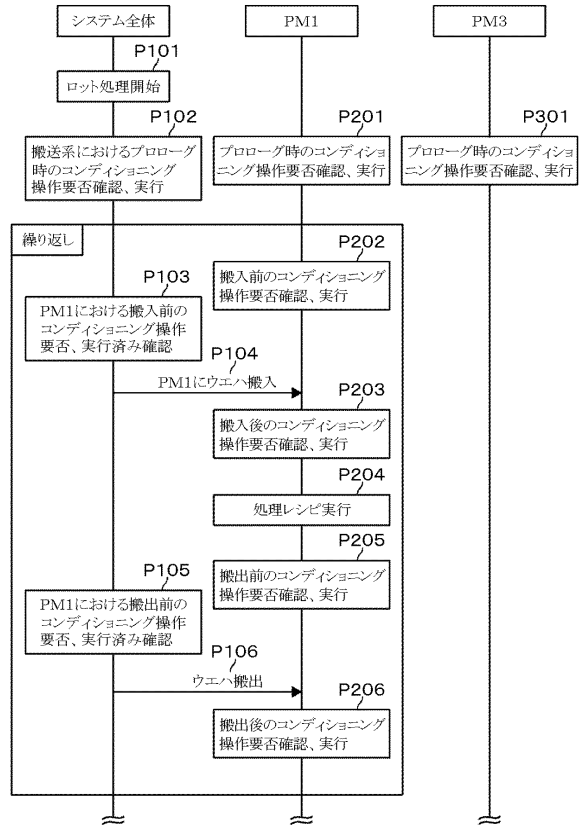 システム全体
PM1
PM3
P101
ロット処理開始
P102
搬送系におけるプロローグ
時のコンディショニング
操作要否確認、実行
P201
プロローグ時のコンディショ
ニング操作要否確認、実行
P301
プロローグ時のコンディショ
ニング操作要否確認、実行
繰り返し
P202
搬入前のコンディショニング
操作要否確認、実行
P103
PM1における搬入前の
コンディショニング操作
要否、実行済み確認
P104
PM1にウエハ搬入
P203
搬入後のコンディショニング
操作要否確認、実行
P204
処理レシピ実行
P205
搬出前のコンディショニング
操作要否確認、実行
P105
PM1における搬出前の
コンディショニング操作
要否、実行済み確認
P106
ウエハ搬出
P206
搬出後のコンディショニング
操作要否確認、実行